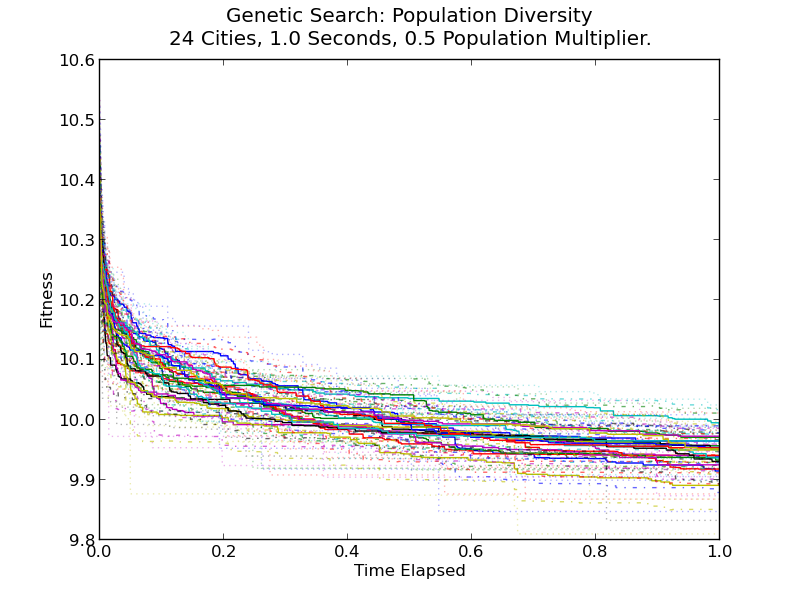 Genetic Search: Population Diversity
24 Cities, 1.0 Seconds, 0.5 Population Multiplier.
10.6
10.5
10.4
10.3
10.2
10.1
10.0
9.9
9.8
Fitness
0.0 0.2 0.4 0.6 0.8 1.0
Time Elapsed